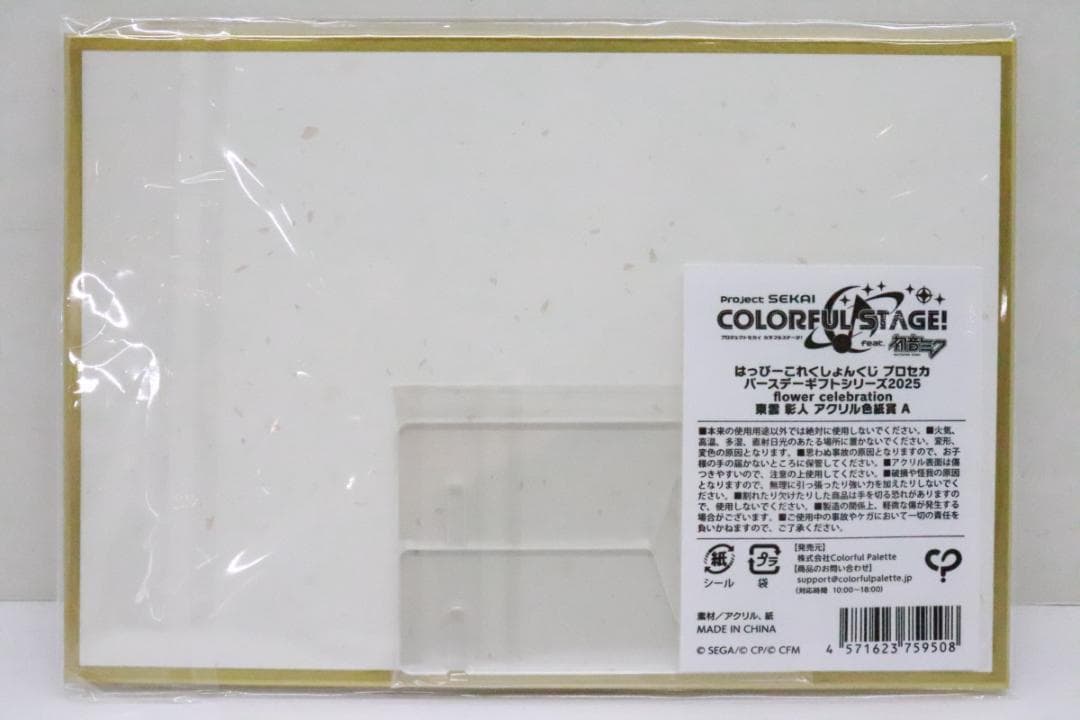 Project SEKAI
COLORFUL STAGE!
プロジェクトセカイ カラフルステージ!
feat. 初音ミク
はっぴーこれくしょんくじ プロセカ
バースデーギフトシリーズ2025
flower celebration
東雲 彰人 アクリル色紙賞 A
■本来の使用用途以外では絶対に使用しないでください。■火気、
高温、多湿、直射日光のあたる場所に置かないでください。変形、
変色の原因となります。■思わぬ事故の原因となりますので、お子
様の手の届かないところに保管してください。■アクリル表面は傷
つきやすいので、注意の上使用してください。■破損や怪我の原因
となりますので、無理に引っ張ったり強い力を加えたりしないでく
ださい。■割れたり欠けたりした商品は手を切る恐れがありますの
で、使用しないでください。■製造の関係上、軽微な傷が発生する
場合がございます。■ご使用中の事故やケガにおいて一切の責任を
負いかねますので、ご了承ください。
紙
シール
プラ
袋
【発売元】
株式会社Colorful Palette
【商品のお問い合わせ】
support@colorfulpalette.jp
(対応時間 10:00~18:00)
素材/アクリル、紙
MADE IN CHINA
© SEGA/© CP/© CFM
4 571623 759508